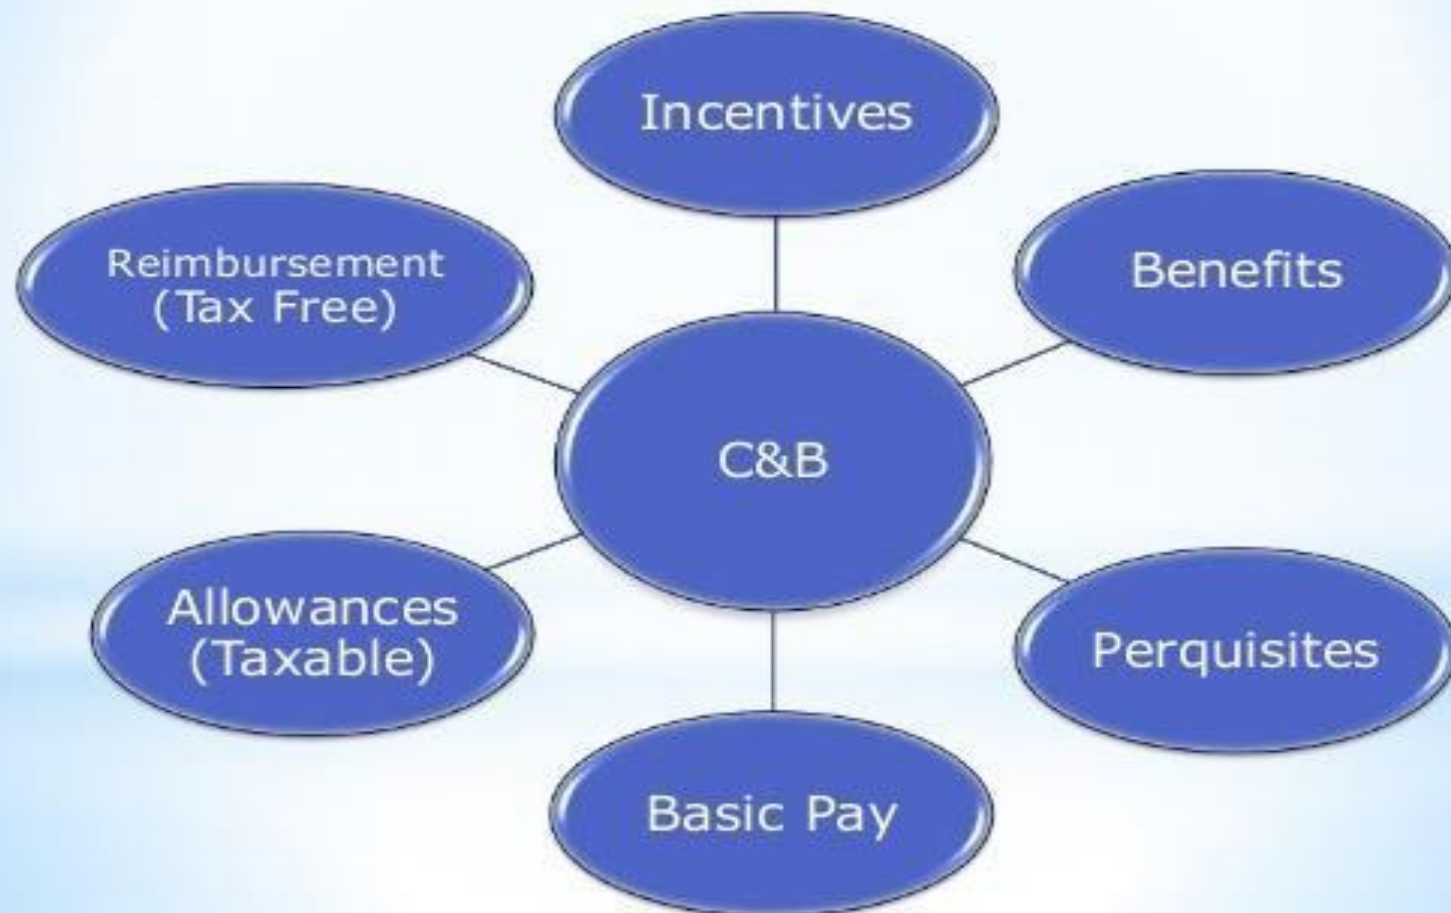 Incentives
Benefits
Reimbursement
(Tax Free)
C&B
Allowances
(Taxable)
Perquisites
Basic Pay